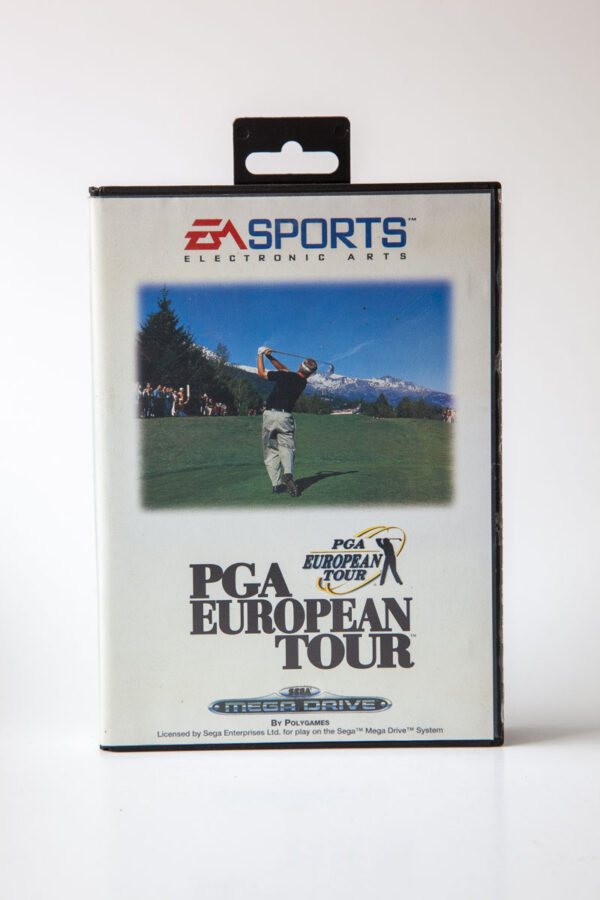 EA SPORTS™
ELECTRONIC ARTS
PGA
EUROPEAN
TOUR
PGA
EUROPEAN
TOUR™
SEGA
MEGA DRIVE
BY POLYGAMES
Licensed by Sega Enterprises Ltd. for play on the Sega™ Mega Drive™ System